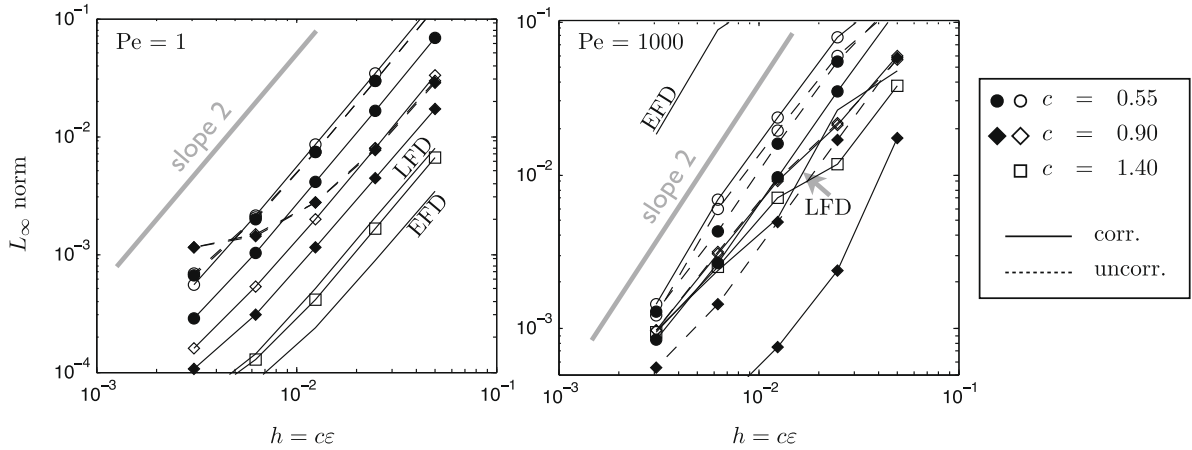 Pe = 1
slope 2
LFD
EFD
10⁻¹
10⁻²
10⁻³
10⁻⁴
L∞ norm
10⁻³
10⁻²
10⁻¹
h = cε
Pe = 1000
EFD
slope 2
LFD
10⁻¹
10⁻²
10⁻³
10⁻³
10⁻²
10⁻¹
h = cε
c = 0.55
c = 0.90
c = 1.40
corr.
uncorr.